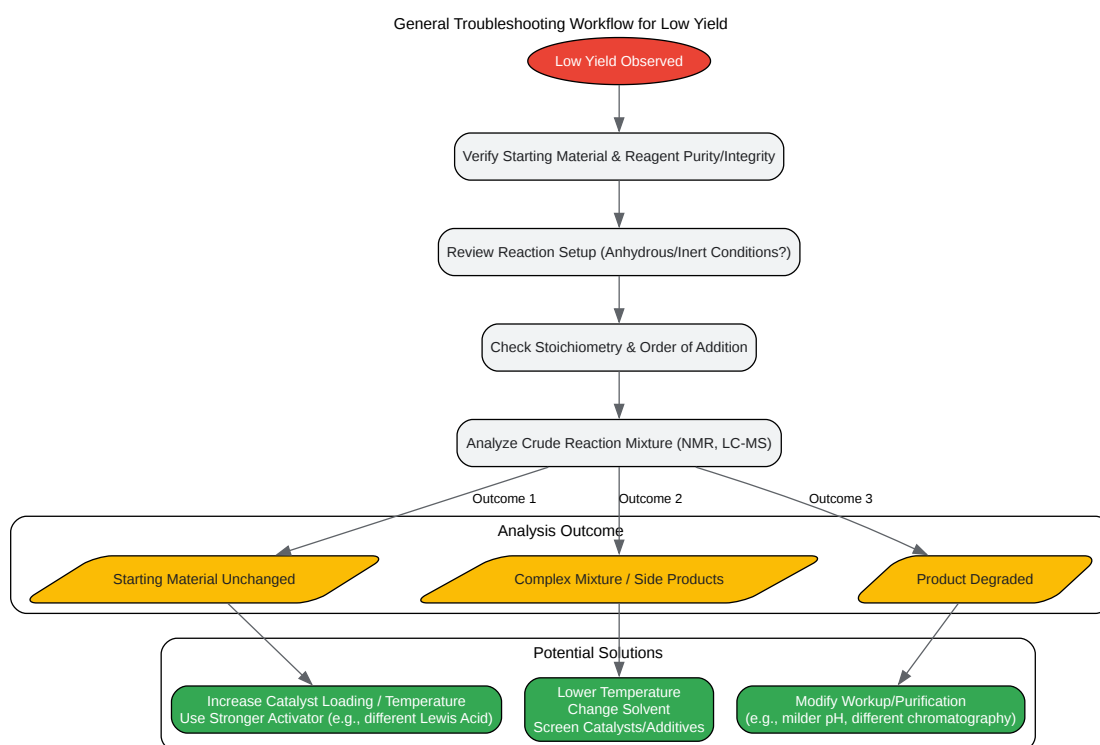 General Troubleshooting Workflow for Low Yield
Low Yield Observed
Verify Starting Material & Reagent Purity/Integrity
Review Reaction Setup (Anhydrous/Inert Conditions?)
Check Stoichiometry & Order of Addition
Analyze Crude Reaction Mixture (NMR, LC-MS)
Outcome 1
Outcome 2
Outcome 3
Analysis Outcome
Starting Material Unchanged
Complex Mixture / Side Products
Product Degraded
Potential Solutions
Increase Catalyst Loading / Temperature
Use Stronger Activator (e.g., different Lewis Acid)
Lower Temperature
Change Solvent
Screen Catalysts/Additives
Modify Workup/Purification
(e.g., milder pH, different chromatography)